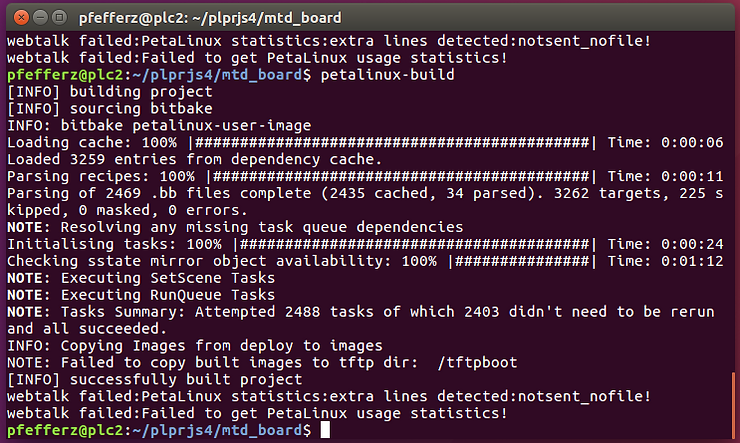 pfefferz@plc2: ~/plprjs4/mtd_board
webtalk failed:PetaLinux statistics:extra lines detected:notsent_nofile!
webtalk failed:Failed to get PetaLinux usage statistics!
pfefferz@plc2:~/plprjs4/mtd_board$ petalinux-build
[INFO] building project
[INFO] sourcing bitbake
INFO: bitbake petalinux-user-image
Loading cache: 100% |############################################| Time: 0:00:06
Loaded 3259 entries from dependency cache.
Parsing recipes: 100% |##########################################| Time: 0:00:11
Parsing of 2469 .bb files complete (2435 cached, 34 parsed). 3262 targets, 225 s
kipped, 0 masked, 0 errors.
NOTE: Resolving any missing task queue dependencies
Initialising tasks: 100% |#######################################| Time: 0:00:24
Checking sstate mirror object availability: 100% |###############| Time: 0:01:12
NOTE: Executing SetScene Tasks
NOTE: Executing RunQueue Tasks
NOTE: Tasks Summary: Attempted 2488 tasks of which 2403 didn't need to be rerun
and all succeeded.
INFO: Copying Images from deploy to images
NOTE: Failed to copy built images to tftp dir:  /tftpboot
[INFO] successfully built project
webtalk failed:PetaLinux statistics:extra lines detected:notsent_nofile!
webtalk failed:Failed to get PetaLinux usage statistics!
pfefferz@plc2:~/plprjs4/mtd_board$